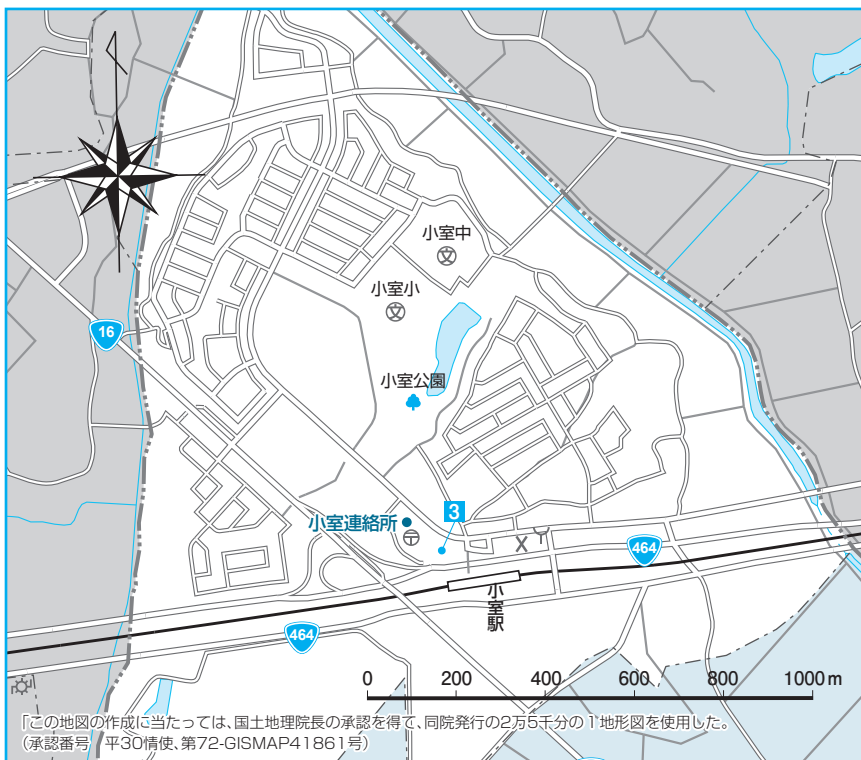 小室中
小室小
16
小室公園
小室連絡所
3
464
小室駅
464
0 200 400 600 800 1000m
「この地図の作成に当たっては、国土地理院長の承認を得て、同院発行の2万5千分の1地形図を使用した。
(承認番号 平30情使、第72-GISMAP41861号)